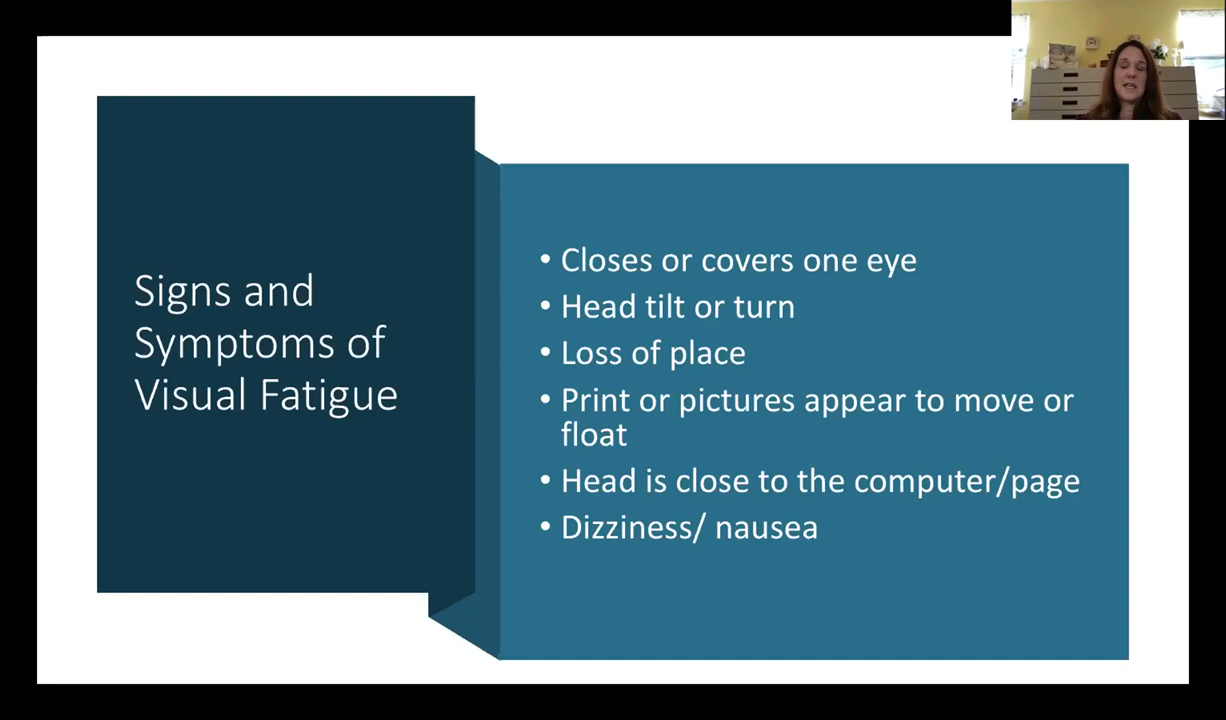 Signs and
Symptoms of
Visual Fatigue
• Closes or covers one eye
• Head tilt or turn
• Loss of place
• Print or pictures appear to move or
float
• Head is close to the computer/page
• Dizziness/ nausea